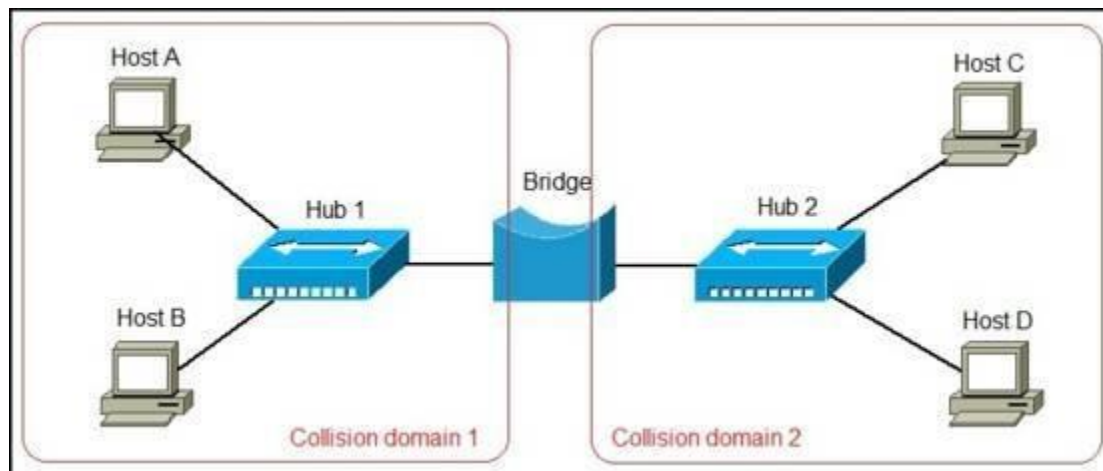 Host A
Host C
Bridge
Hub 1
Hub 2
Host B
Host D
Collision domain 1
Collision domain 2